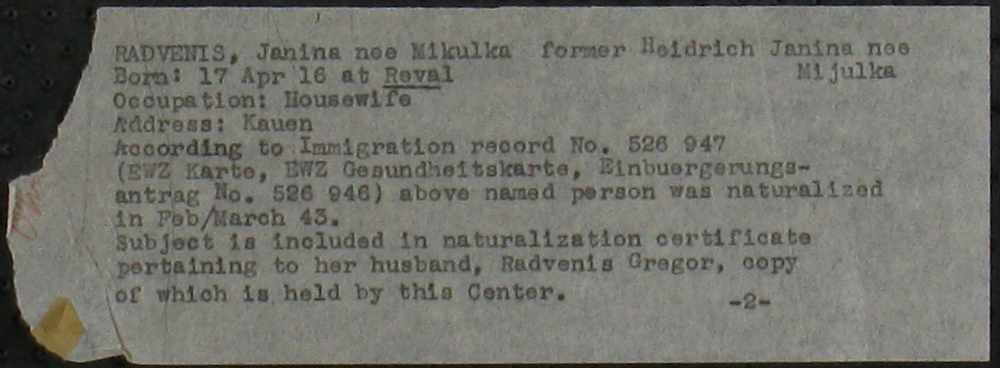 RADVENIS, Janina nee Mikulka former Heidrich Janina nee
Born: 17 Apr 16 at Reval Mijulka
Occupation: Housewife
Address: Kauen
According to Immigration record No. 526 947
(EWZ Karte, EWZ Gesundheitskarte, Einbuergerungs-
antrag No. 526 946) above named person was naturalized
in Feb/March 43.
Subject is included in naturalization certificate
pertaining to her husband, Radvenis Gregor, copy
of which is held by this Center.
-2-